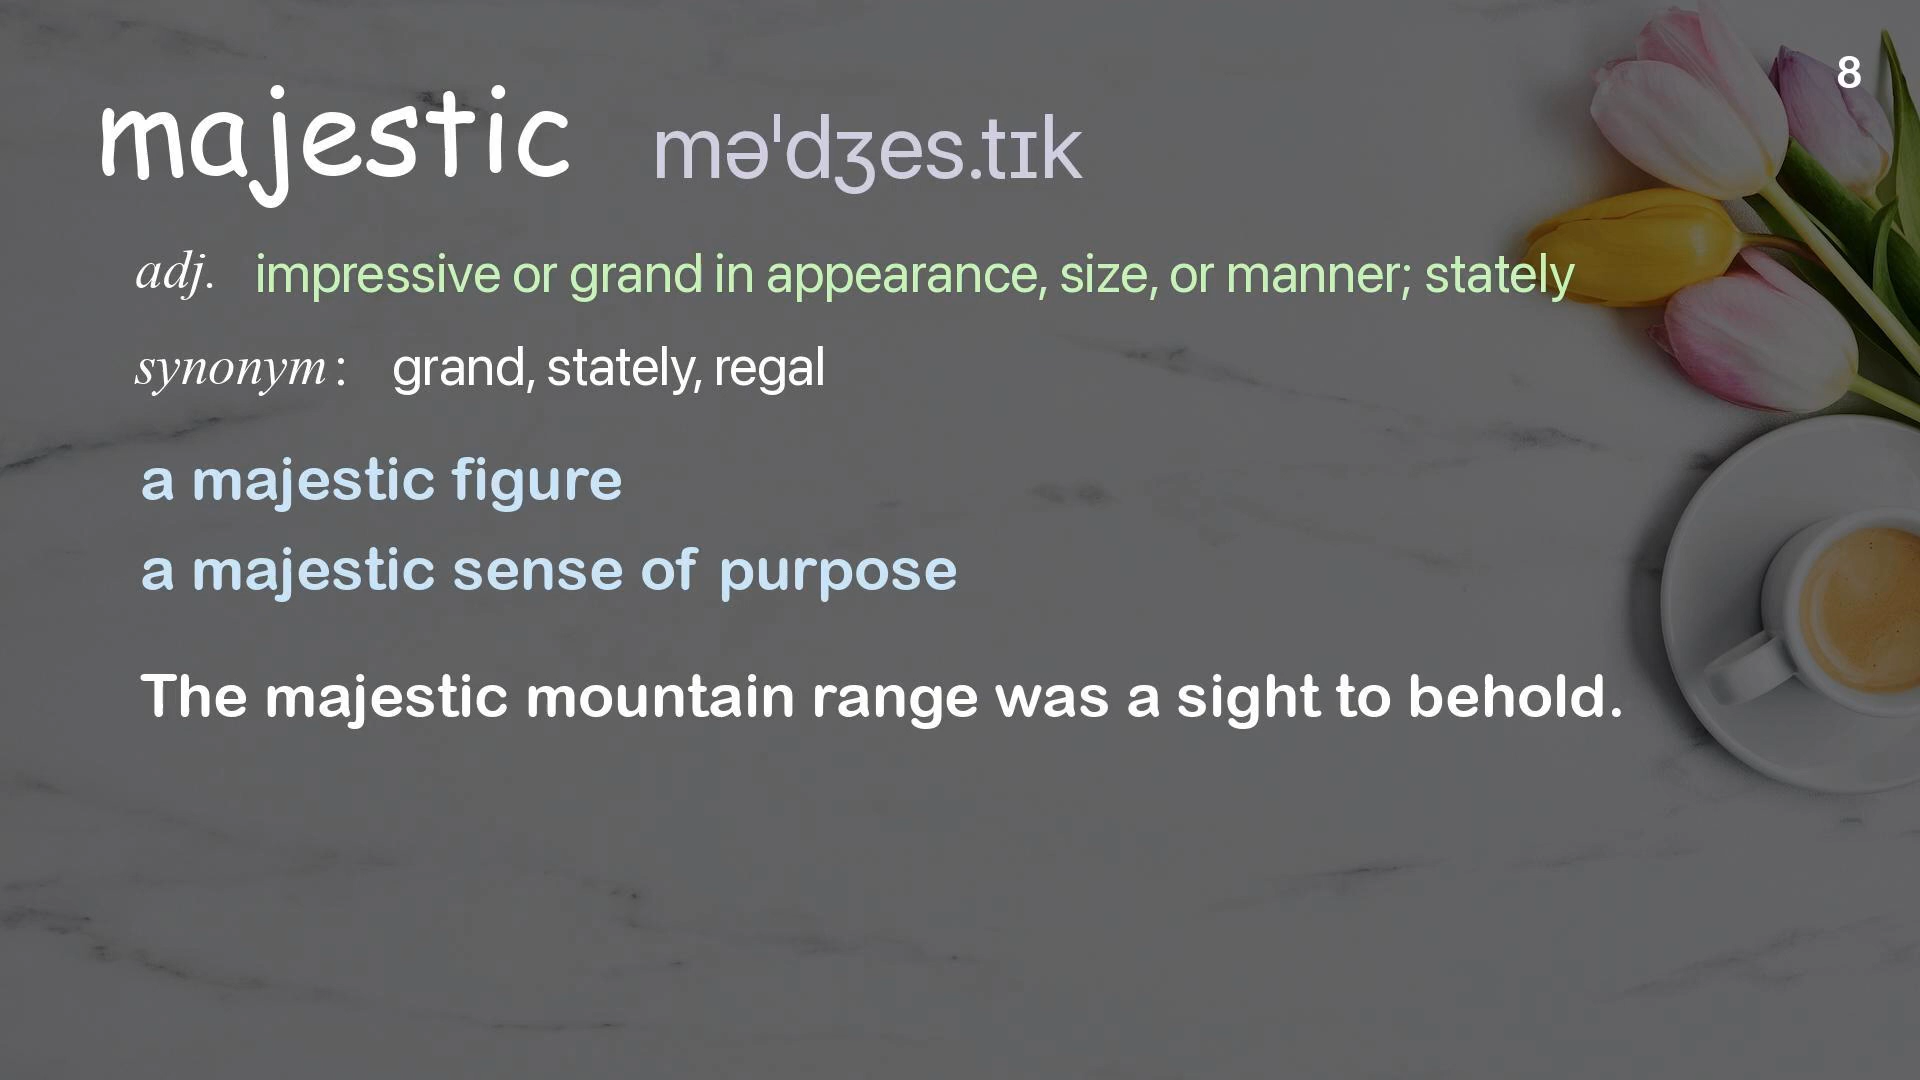 8
majestic məˈdʒes.tɪk
adj. impressive or grand in appearance, size, or manner; stately
synonym: grand, stately, regal
a majestic figure
a majestic sense of purpose
The majestic mountain range was a sight to behold.